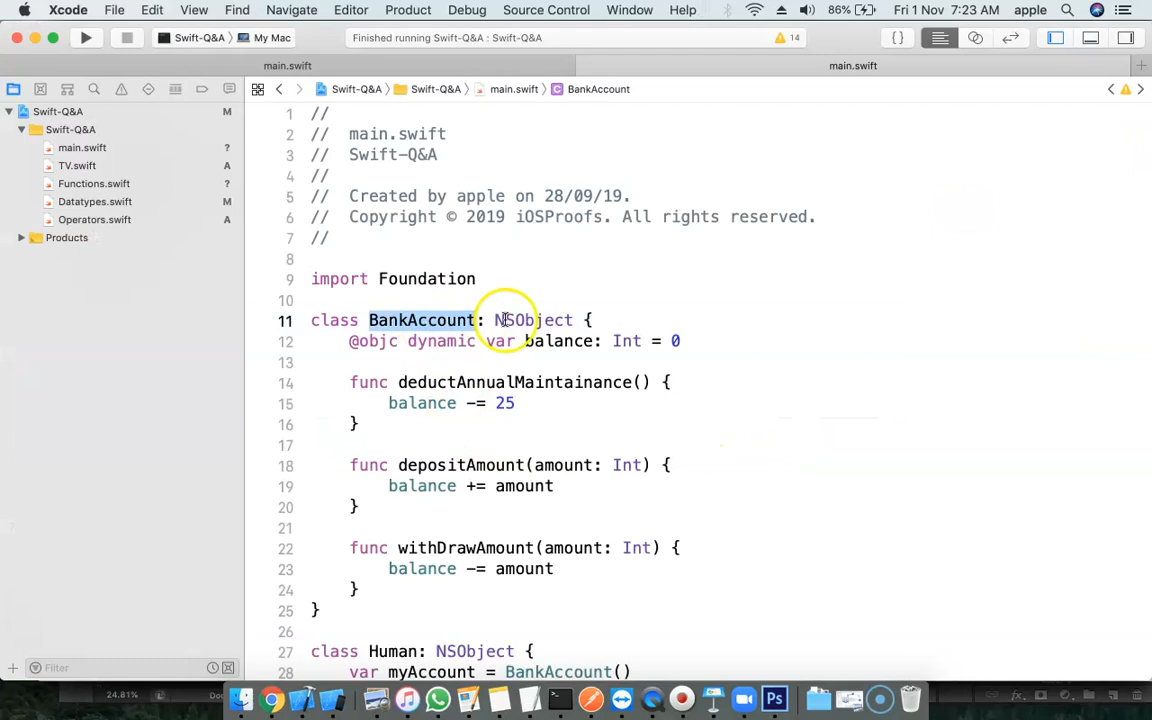 Xcode File Edit View Find Navigate Editor Product Debug Source Control Window Help 86% Fri 1 Nov 7:23 AM apple
Swift-Q&A My Mac Finished running Swift-Q&A : Swift-Q&A 14
main.swift main.swift
Swift-Q&A Swift-Q&A main.swift BankAccount
Swift-Q&A M
Swift-Q&A
main.swift ?
TV.swift A
Functions.swift ?
Datatypes.swift M
Operators.swift A
Products
Filter
1 //
2 // main.swift
3 // Swift-Q&A
4 //
5 // Created by apple on 28/09/19.
6 // Copyright © 2019 iOSProofs. All rights reserved.
7 //
8
9 import Foundation
10
11 class BankAccount: NSObject {
12 @objc dynamic var balance: Int = 0
13
14 func deductAnnualMaintainance() {
15 balance -= 25
16 }
17
18 func depositAmount(amount: Int) {
19 balance += amount
20 }
21
22 func withDrawAmount(amount: Int) {
23 balance -= amount
24 }
25 }
26
27 class Human: NSObject {
28 var myAccount = BankAccount()
24.81% Do
Ps
fx